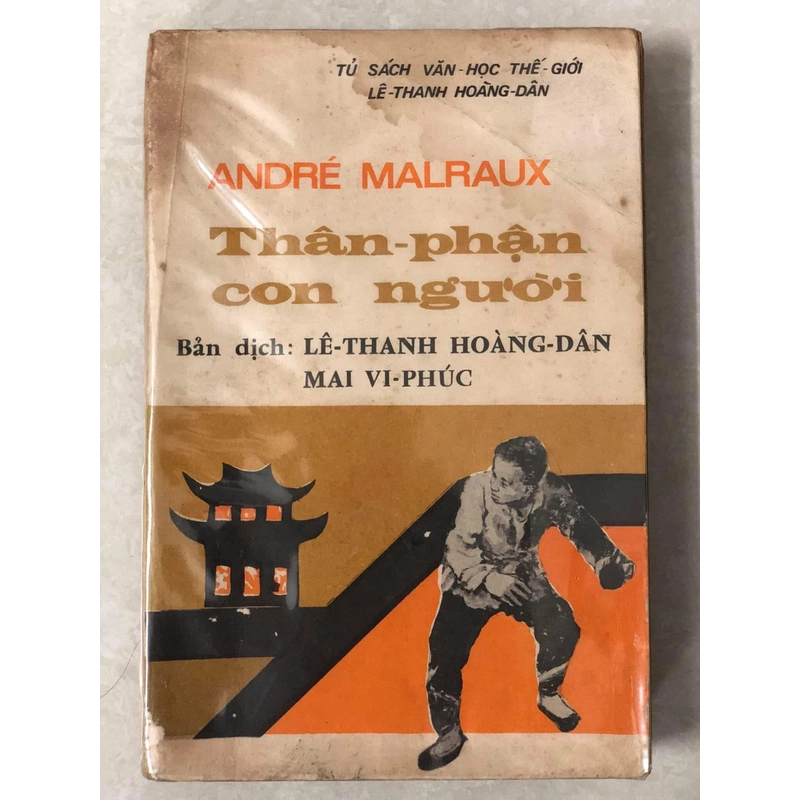 TỦ SÁCH VĂN-HỌC THẾ-GIỚI
LÊ-THANH HOÀNG-DÂN
ANDRÉ MALRAUX
Thân-phận
con người
Bản dịch: LÊ-THANH HOÀNG-DÂN
MAI VI-PHÚC